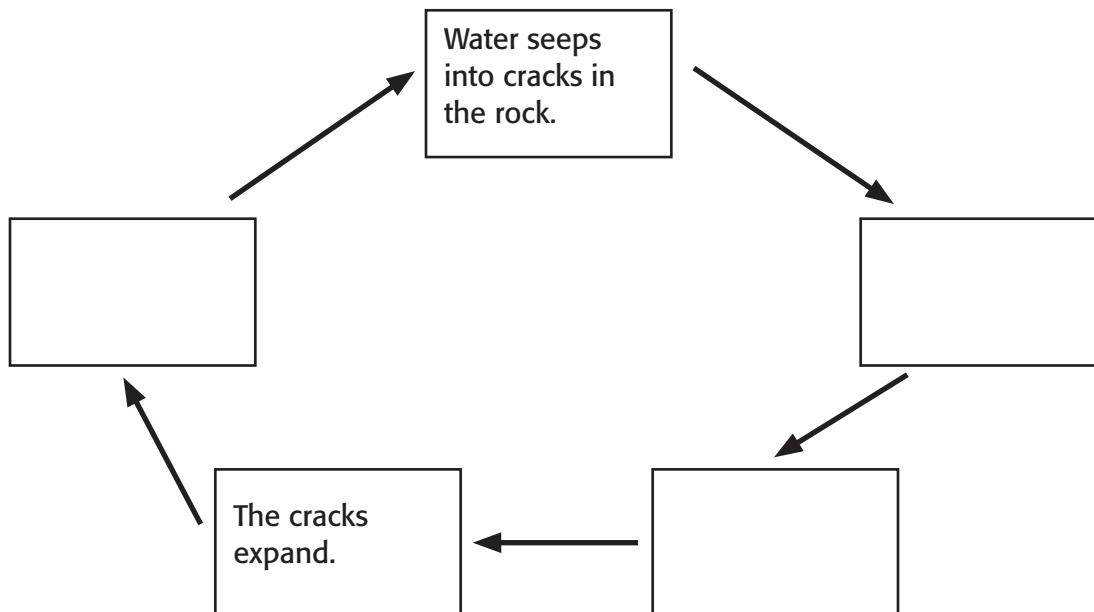 Water seeps
into cracks in
the rock.
The cracks
expand.